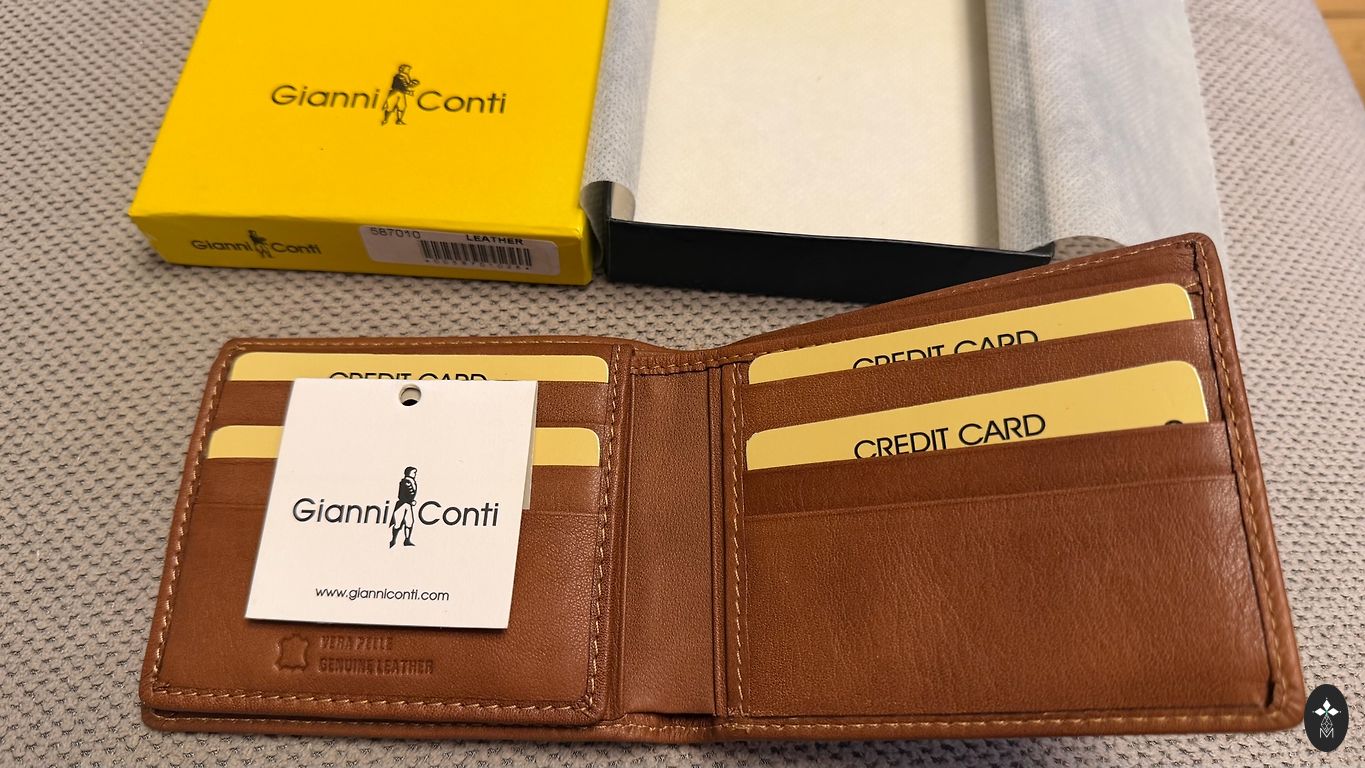 Gianni Conti
Gianni Conti
587010 LEATHER
CREDIT CARD
CREDIT CARD
CREDIT CARD
Gianni Conti
www.gianniconti.com
VERA PELLE
GENUINE LEATHER
M